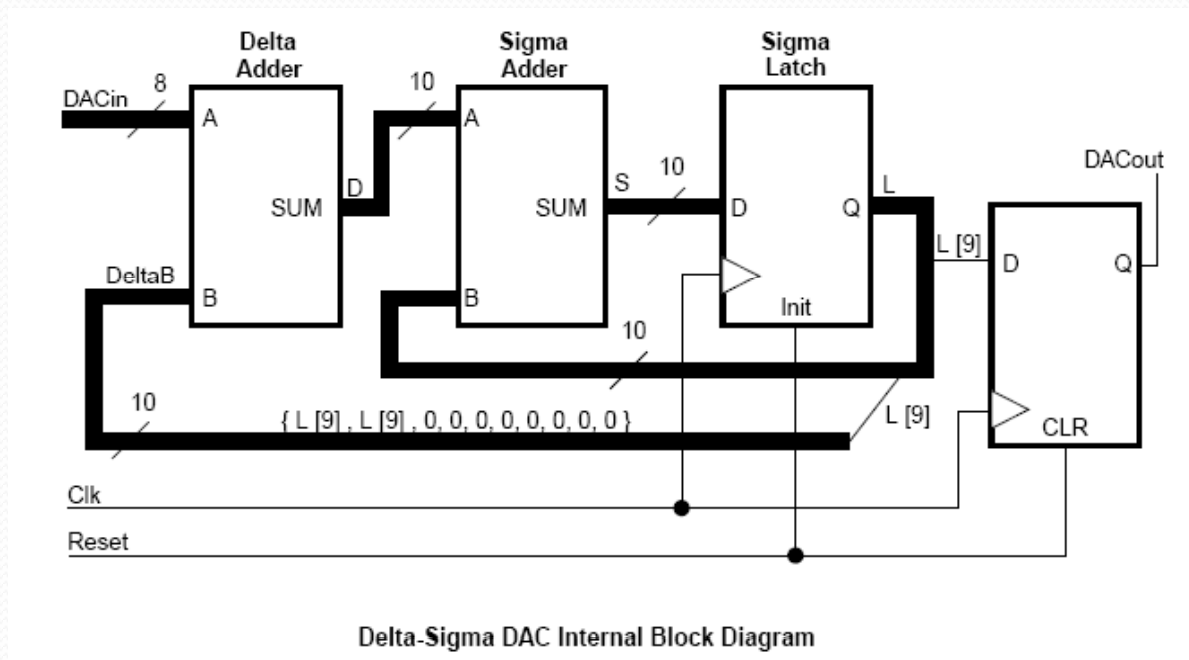 Delta
Adder
Sigma
Adder
Sigma
Latch
DACin
8
A
10
A
D
SUM
DeltaB
B
S
10
SUM
B
D
Q
L
Init
10
L [9]
DACout
D
Q
CLR
10
{ L [9] , L [9] , 0, 0, 0, 0, 0, 0, 0, 0 }
L [9]
Clk
Reset
Delta-Sigma DAC Internal Block Diagram